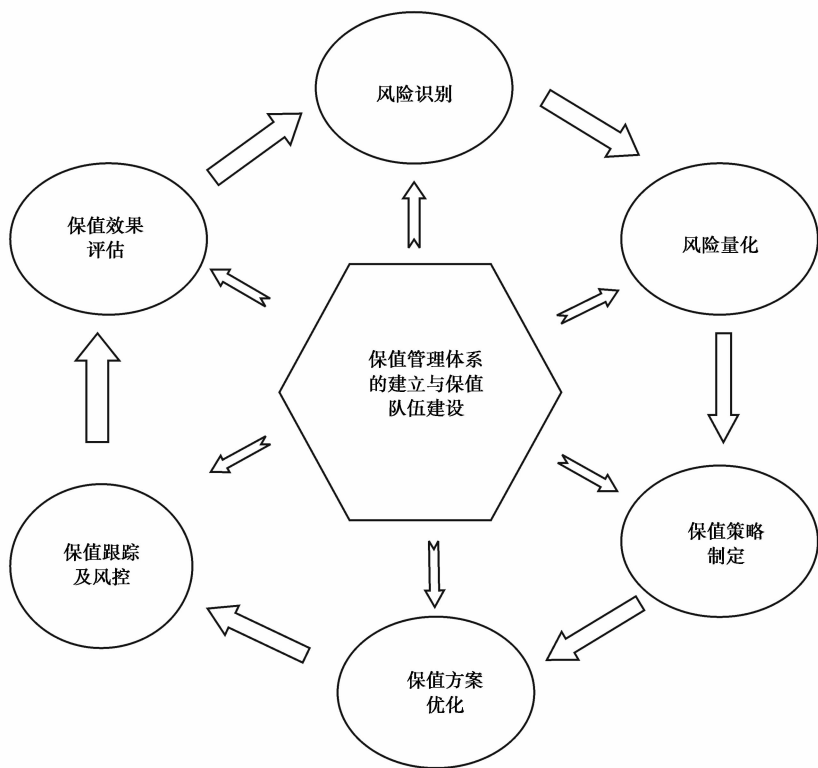 风险识别
保值效果
评估
风险量化
保值管理体系
的建立与保值
队伍建设
保值策略
制定
保值跟踪
及风控
保值方案
优化